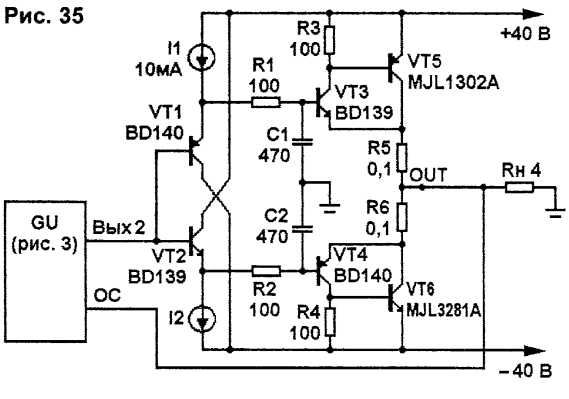 Рис. 35
+40 В
I1
10мА
R3
100
VT5
MJL1302A
R1
100
VT3
BD139
VT1
BD140
C1
470
R5
0,1
OUT
Rн 4
GU
(рис. 3)
Вых 2
C2
470
R6
0,1
VT2
BD139
VT4
BD140
ОС
R2
100
VT6
MJL3281A
I2
R4
100
–40 В